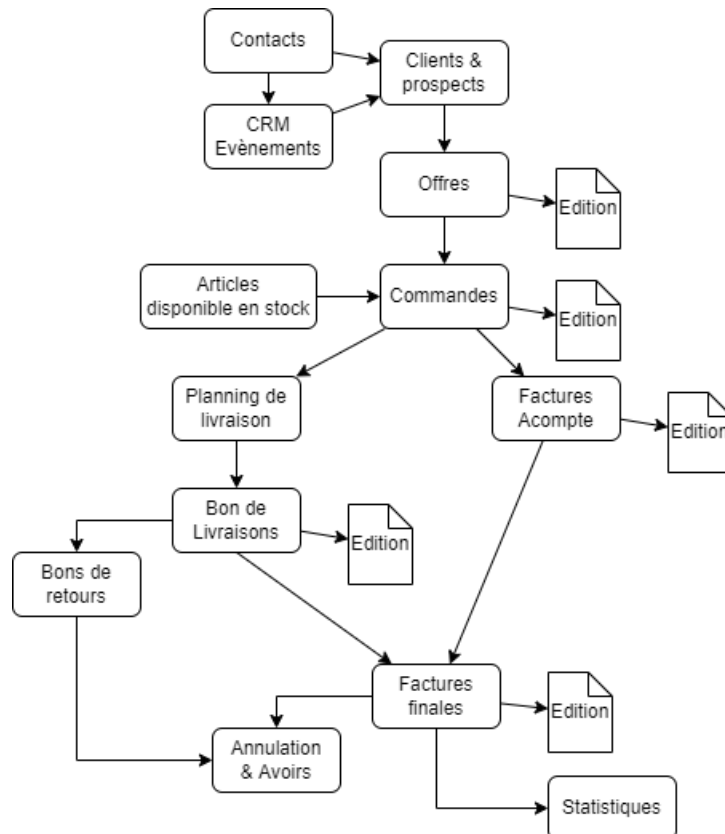 Contacts
Clients &
prospects
CRM
Evènements
Offres
Edition
Articles
disponible en stock
Commandes
Edition
Planning de
livraison
Factures
Acompte
Edition
Bon de
Livraisons
Edition
Bons de
retours
Factures
finales
Edition
Annulation
& Avoirs
Statistiques